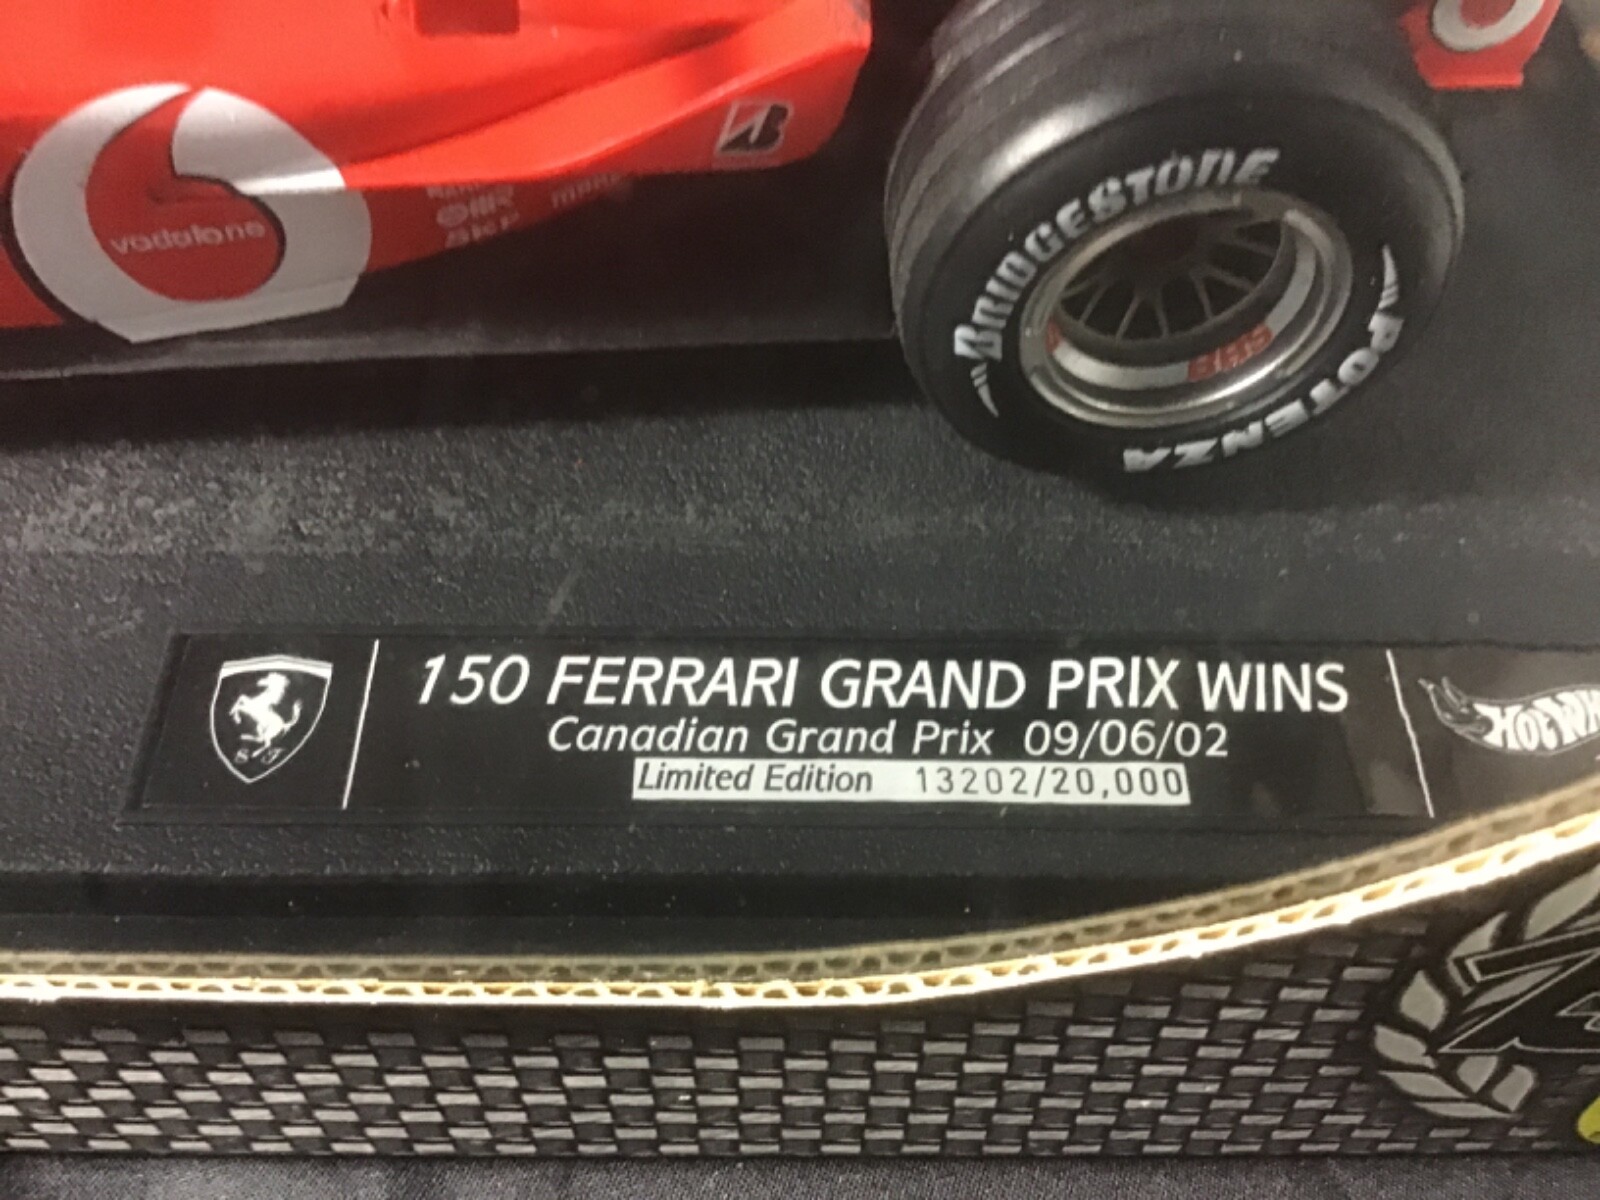 vodafone
BRIDGESTONE
POTENZA
BBS
150 FERRARI GRAND PRIX WINS
Canadian Grand Prix 09/06/02
Limited Edition 13202/20,000
S F